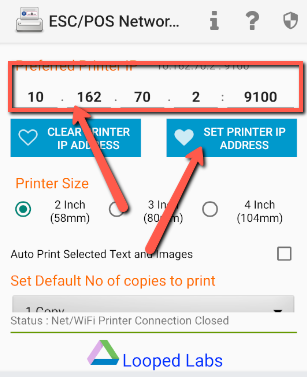 ESC/POS Networ...
Preferred Printer IP 10.162.70.2 : 9100
10 . 162 . 70 . 2 : 9100
CLEAR PRINTER
IP ADDRESS
SET PRINTER IP
ADDRESS
Printer Size
2 Inch
(58mm)
3 Inch
4 Inch
(104mm)
Auto Print Selected Text and Images
Set Default No of copies to print
1 Copy
Status : Net/WiFi Printer Connection Closed
Looped Labs